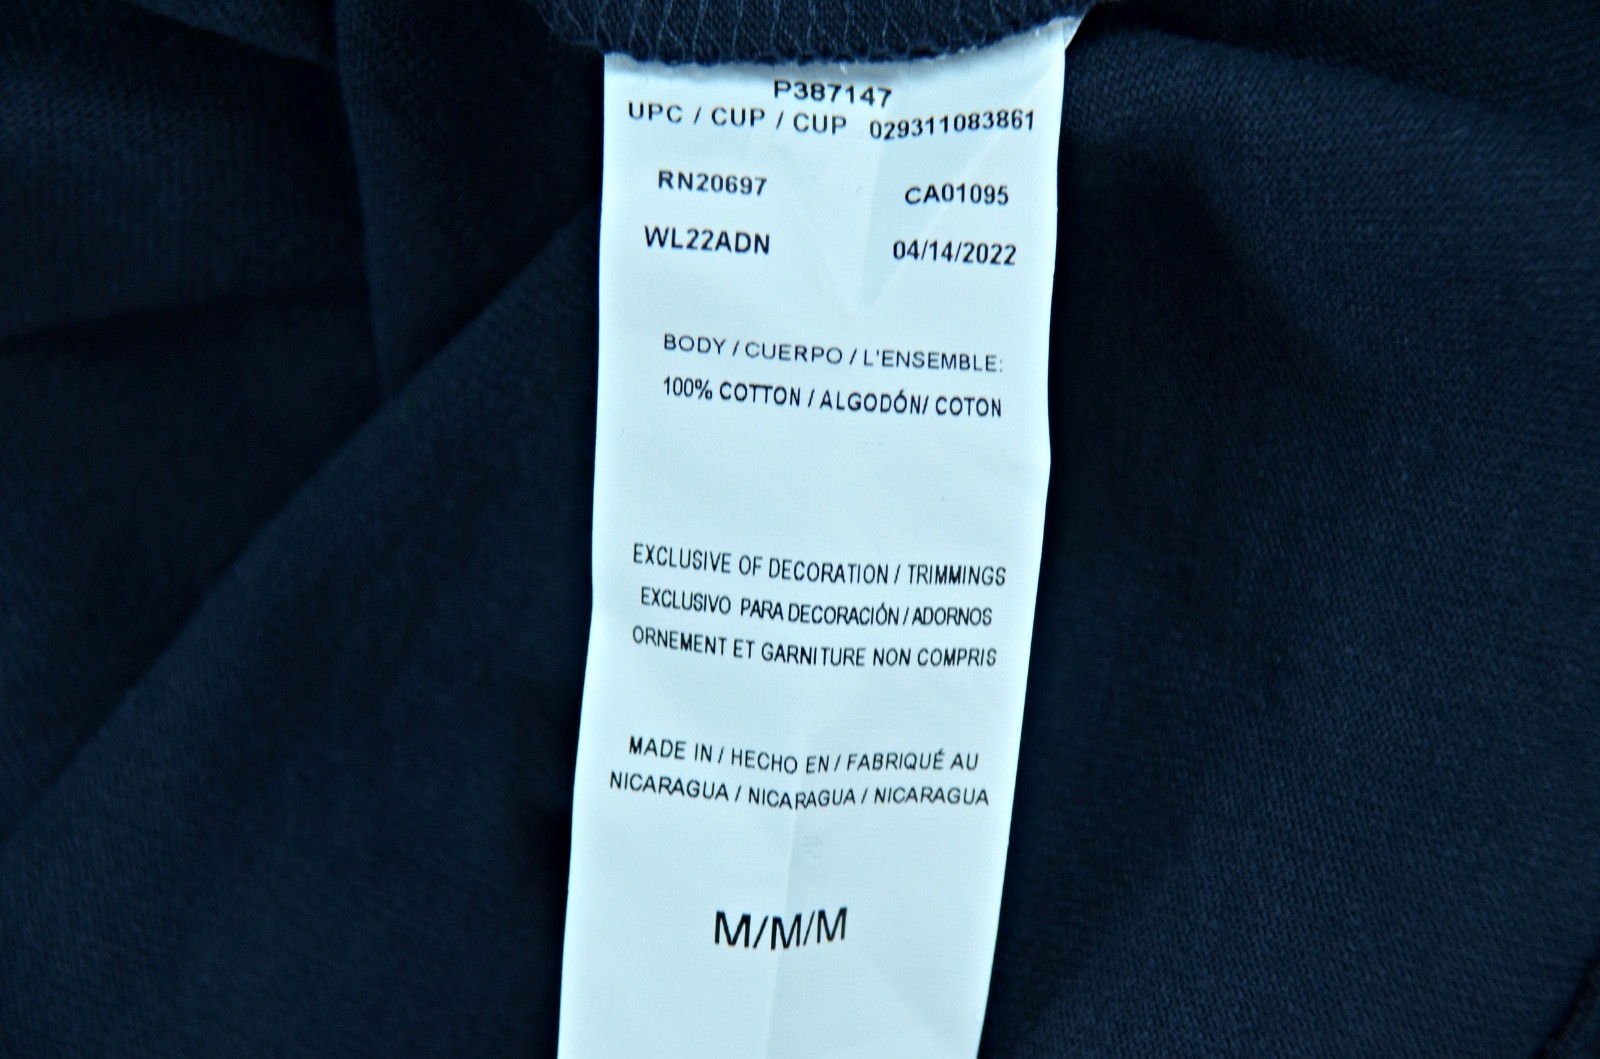 P387147
UPC / CUP / CUP 029311083861
RN20697 CA01095
WL22ADN 04/14/2022
BODY / CUERPO / L'ENSEMBLE:
100% COTTON / ALGODÓN/ COTON
EXCLUSIVE OF DECORATION / TRIMMINGS
EXCLUSIVO PARA DECORACIÓN / ADORNOS
ORNEMENT ET GARNITURE NON COMPRIS
MADE IN / HECHO EN / FABRIQUÉ AU
NICARAGUA / NICARAGUA / NICARAGUA
M/M/M